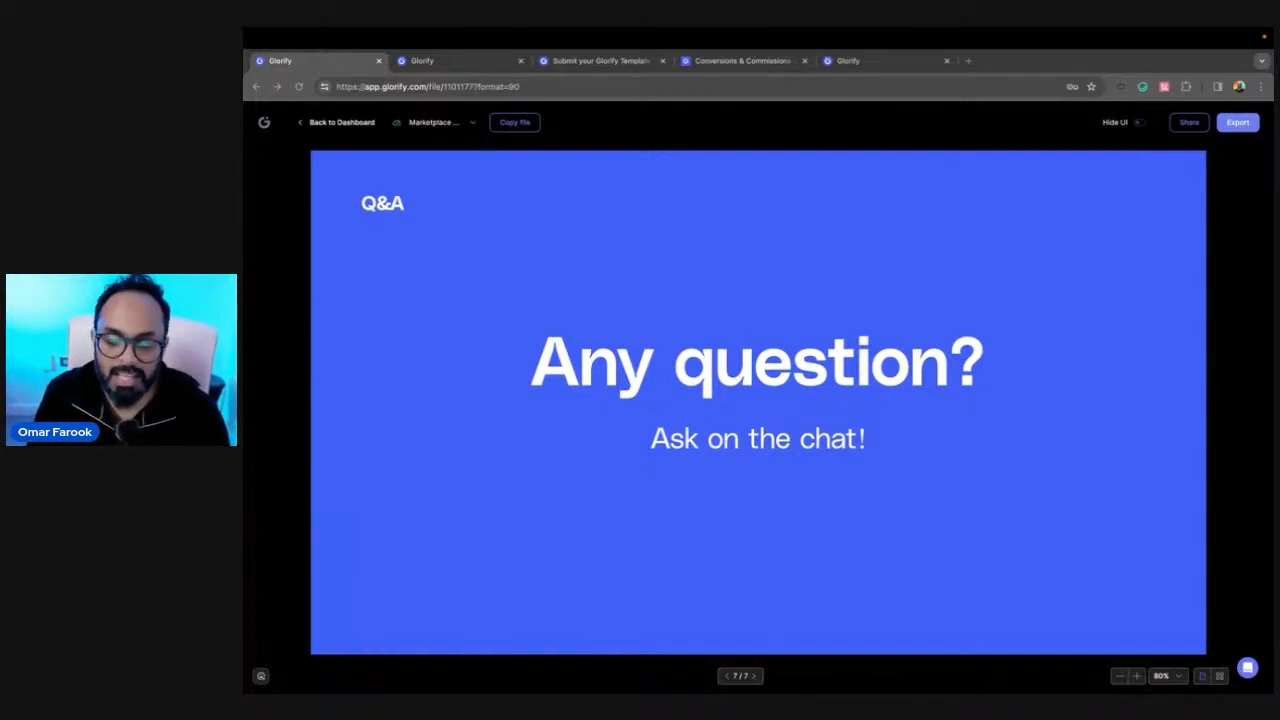 Glorify
Glorify
Submit your Glorify Template
Conversions & Commissions
Glorify
https://app.glorify.com/file/1101177?format=90
Back to Dashboard
Marketplace ...
Copy file
Hide UI
Share
Export
Q&A
Any question?
Ask on the chat!
Omar Farook
7 / 7
80%